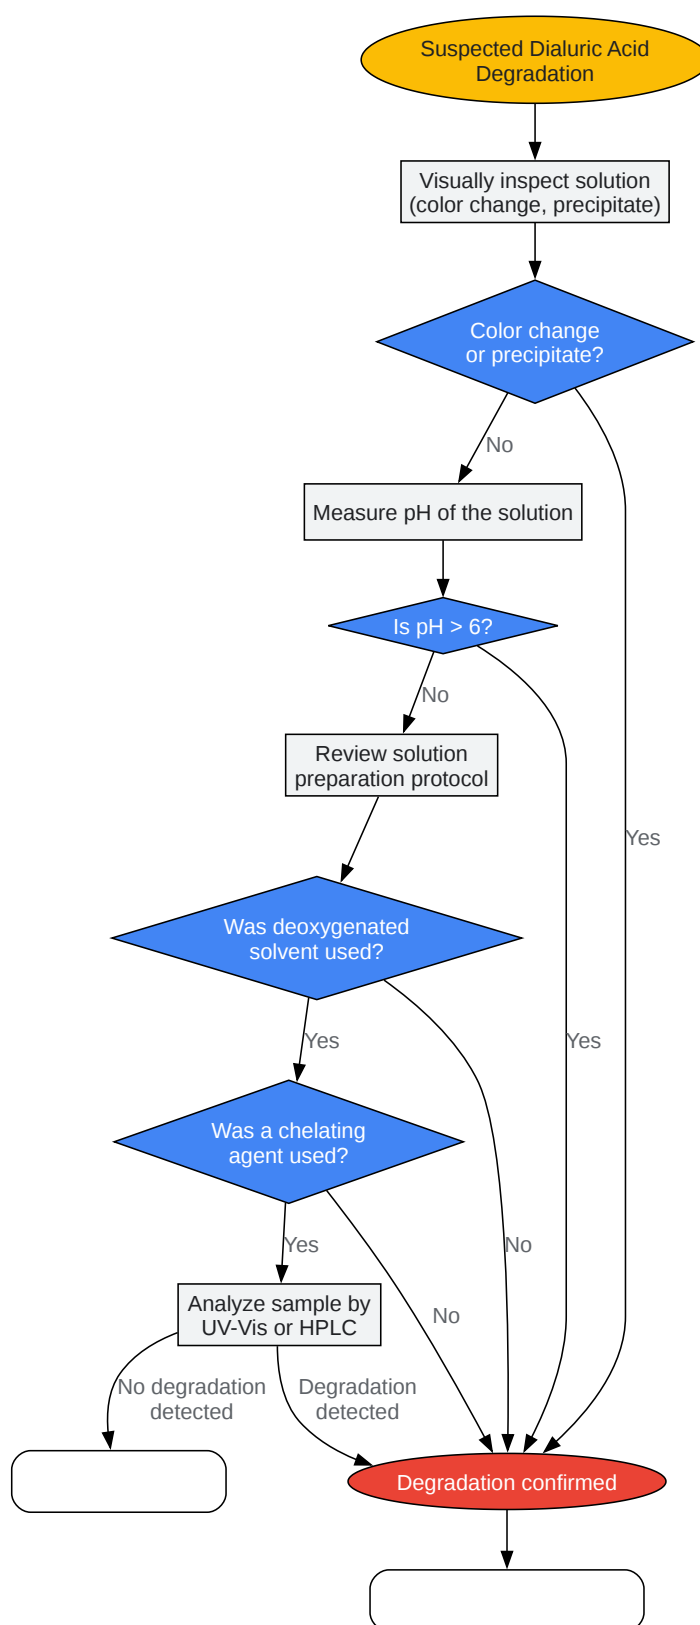 Suspected Dialuric Acid
Degradation
Visually inspect solution
(color change, precipitate)
Color change
or precipitate?
No
Measure pH of the solution
Is pH > 6?
No
Review solution
preparation protocol
Yes
Was deoxygenated
solvent used?
Yes
Yes
Was a chelating
agent used?
Yes
No
Analyze sample by
UV-Vis or HPLC
No
No degradation
detected
Degradation
detected
Degradation confirmed